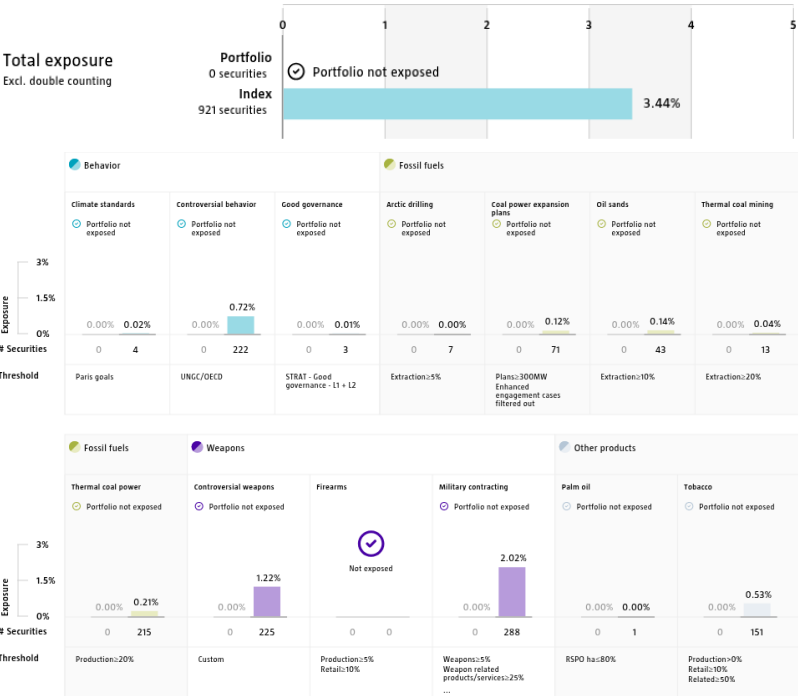 0 1 2 3 4 5
Total exposure
Excl. double counting
Portfolio
0 securities
Portfolio not exposed
Index
921 securities
3.44%
Behavior
Fossil fuels
Climate standards
Controversial behavior
Good governance
Arctic drilling
Coal power expansion
plans
Oil sands
Thermal coal mining
Portfolio not
exposed
Portfolio not
exposed
Portfolio not
exposed
Portfolio not
exposed
Portfolio not
exposed
Portfolio not
exposed
Portfolio not
exposed
Exposure
3%
1.5%
0%
0.00% 0.02%
0.00% 0.72%
0.00% 0.01%
0.00% 0.00%
0.00% 0.12%
0.00% 0.14%
0.00% 0.04%
# Securities
0 4
0 222
0 3
0 7
0 71
0 43
0 13
Threshold
Paris goals
UNGC/OECD
STRAT - Good
governance - L1 + L2
Extraction≥5%
Plans≥300MW
Enhanced
engagement cases
filtered out
Extraction≥10%
Extraction≥20%
Fossil fuels
Weapons
Other products
Thermal coal power
Controversial weapons
Firearms
Military contracting
Palm oil
Tobacco
Portfolio not exposed
Portfolio not exposed
Not exposed
Portfolio not exposed
Portfolio not exposed
Portfolio not exposed
Exposure
3%
1.5%
0%
0.00% 0.21%
0.00% 1.22%
0.00% 2.02%
0.00% 0.00%
0.00% 0.53%
# Securities
0 215
0 225
0 0
0 288
0 1
0 151
Threshold
Production≥20%
Custom
Production≥5%
Retail≥10%
Weapons≥5%
Weapon related
products/services≥25%
...
RSPO ha≤80%
Production>0%
Retail≥10%
Related≥50%